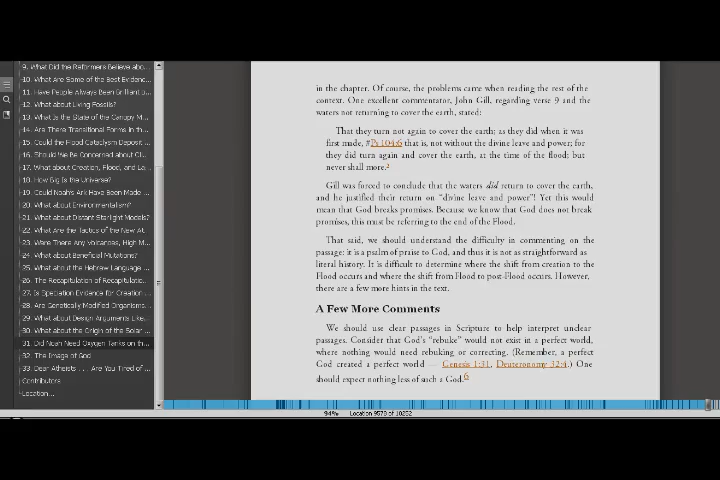 9. What Did the Reformers Believe abo...
10. What Are Some of the Best Evidenc...
11. Have People Always Been Brilliant o...
12. What about Living Fossils?
13. What Is the State of the Canopy M...
14. Are There Transitional Forms in th...
15. Could the Flood Cataclysm Deposit ...
16. Should We Be Concerned about Cl...
17. What about Creation, Flood, and La...
18. How Big Is the Universe?
19. Could Noah's Ark Have Been Made ...
20. What about Environmentalism?
21. What about Distant Starlight Models?
22. What Are the Tactics of the New At...
23. Were There Any Volcanoes, High M...
24. What about Beneficial Mutations?
25. What about the Hebrew Language ...
26. The Recapitulation of Recapitulatio...
27. Is Speciation Evidence for Creation ...
28. Are Genetically Modified Organisms...
29. What about Design Arguments Like...
30. What about the Origin of the Solar ...
31. Did Noah Need Oxygen Tanks on th...
32. The Image of God
33. Dear Atheists . . . Are You Tired of ...
Contributors
Location...
in the chapter. Of course, the problems came when reading the rest of the
context. One excellent commentator, John Gill, regarding verse 9 and the
waters not returning to cover the earth, stated:
That they turn not again to cover the earth; as they did when it was
first made, #Ps 104:6 that is, not without the divine leave and power; for
they did turn again and cover the earth, at the time of the flood; but
never shall more.5
Gill was forced to conclude that the waters did return to cover the earth,
and he justified their return on "divine leave and power"! Yet this would
mean that God breaks promises. Because we know that God does not break
promises, this must be referring to the end of the Flood.
That said, we should understand the difficulty in commenting on the
passage: it is a psalm of praise to God, and thus it is not as straightforward as
literal history. It is difficult to determine where the shift from creation to the
Flood occurs and where the shift from Flood to post-Flood occurs. However,
there are a few more hints in the text.
A Few More Comments
We should use clear passages in Scripture to help interpret unclear
passages. Consider that God's "rebuke" would not exist in a perfect world,
where nothing would need rebuking or correcting. (Remember, a perfect
God created a perfect world — Genesis 1:31, Deuteronomy 32:4.) One
should expect nothing less of such a God.6
94% Location 9578 of 10252